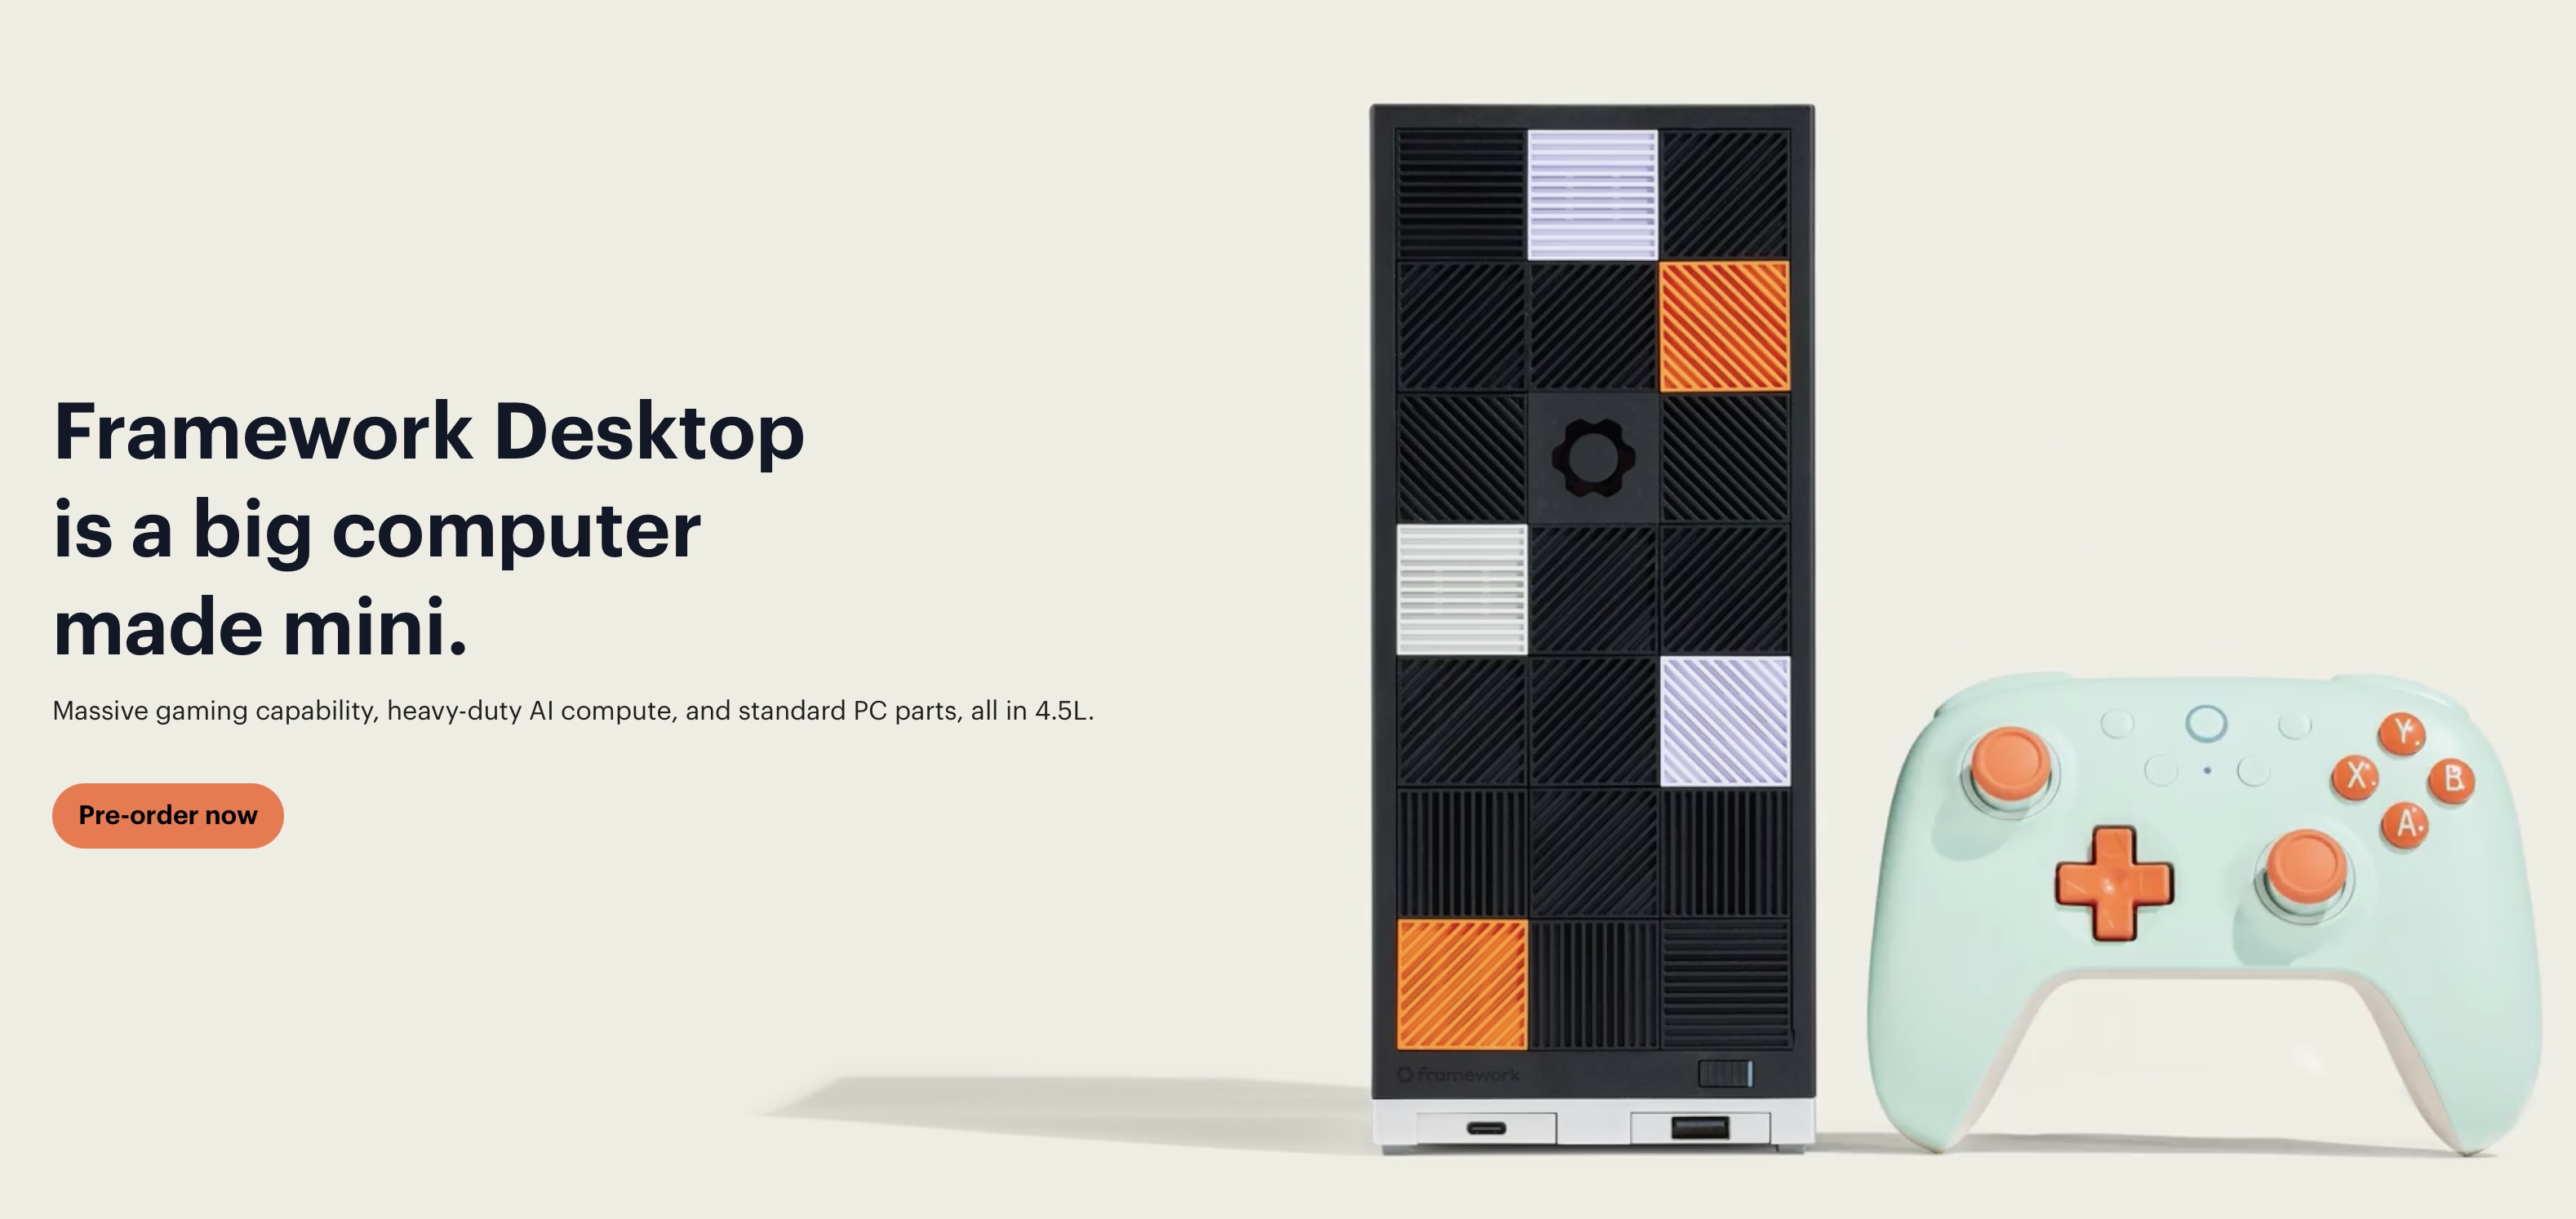 Framework Desktop
is a big computer
made mini.
Massive gaming capability, heavy-duty AI compute, and standard PC parts, all in 4.5L.
Pre-order now
framework
Y
X
B
A